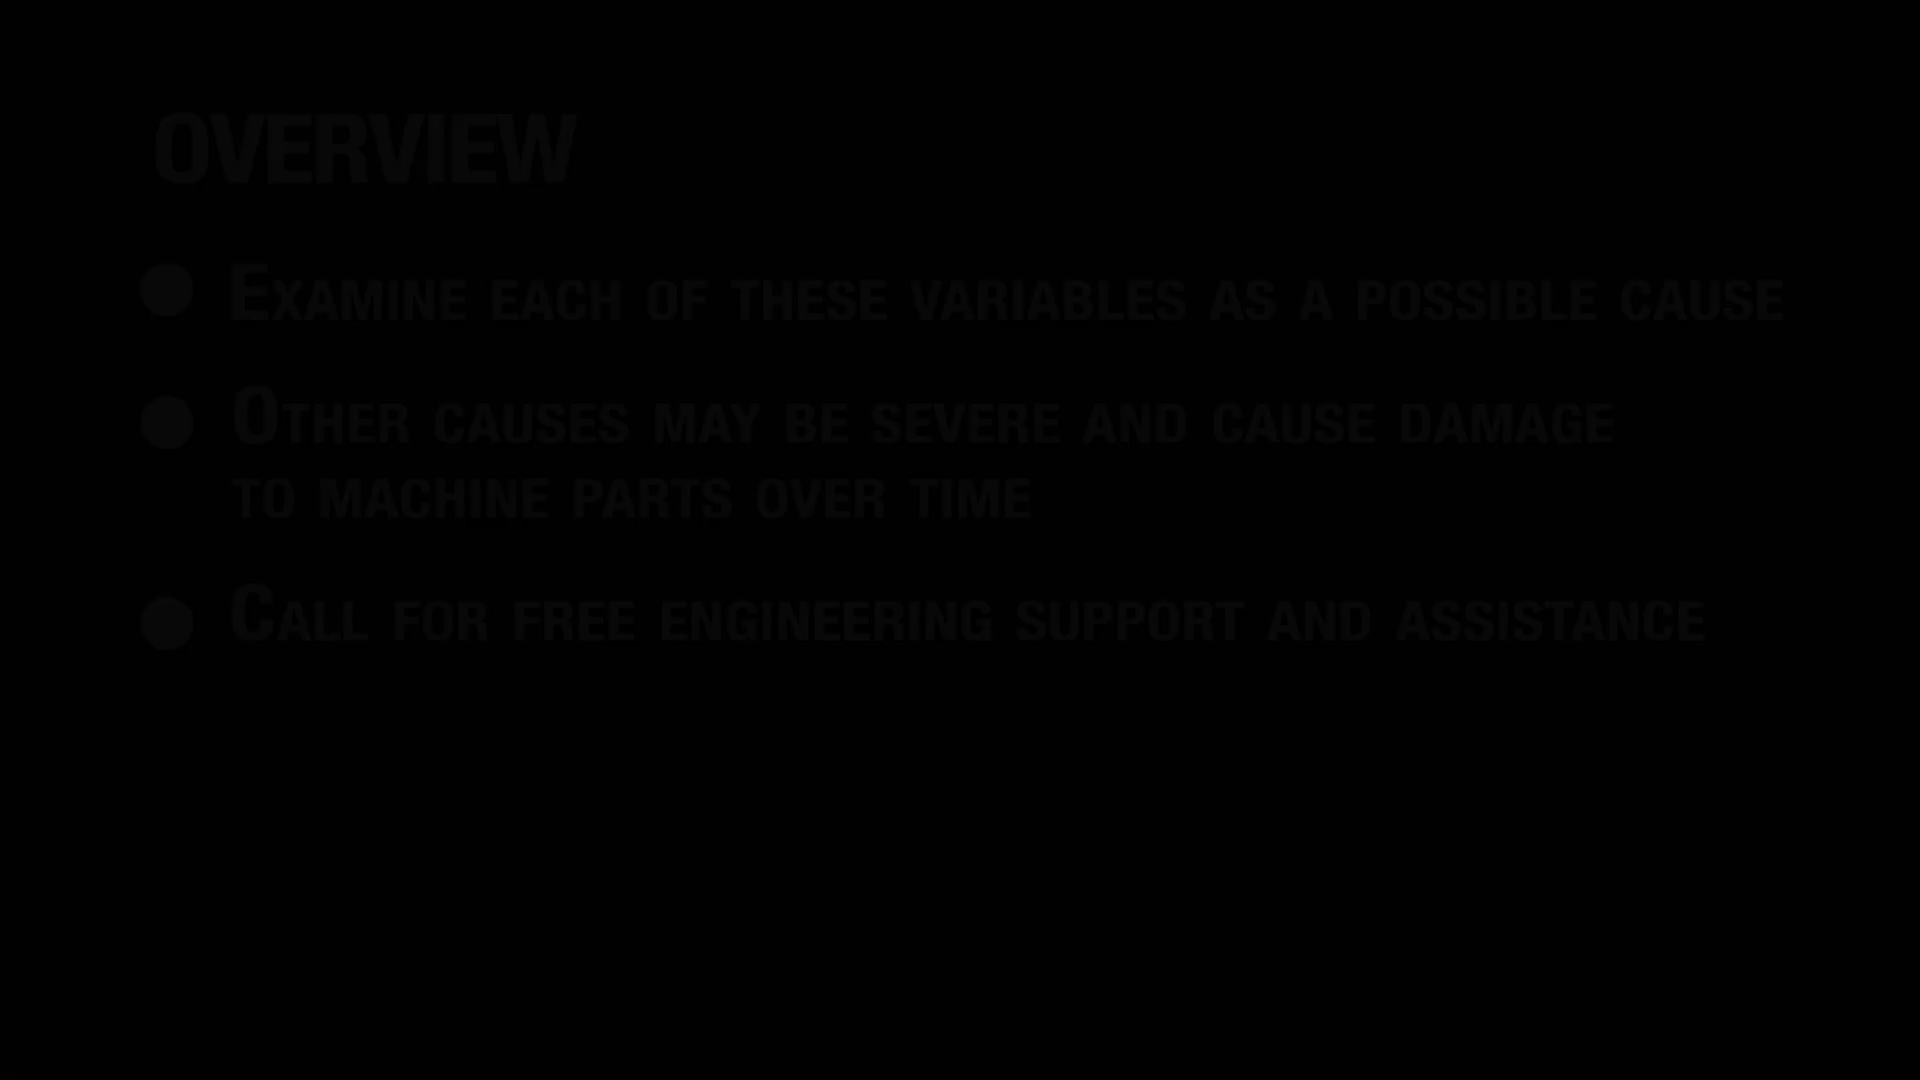 OVERVIEW
Examine each of these variables as a possible cause
Other causes may be severe and cause damage
to machine parts over time
Call for free engineering support and assistance